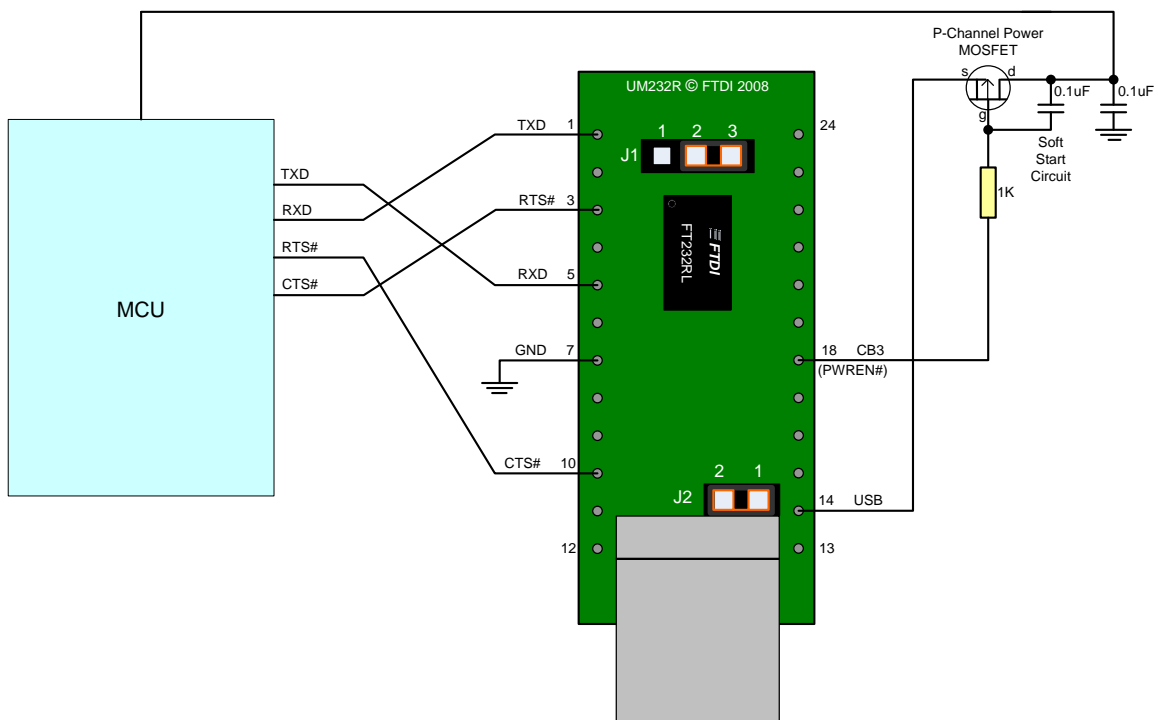 P-Channel Power
MOSFET
s
d
g
0.1uF
0.1uF
Soft
Start
Circuit
1K
UM232R © FTDI 2008
TXD
1
24
1
2
3
J1
TXD
RXD
RTS#
CTS#
MCU
RTS#
3
FTDI
FT232RL
RXD
5
GND
7
18
CB3
(PWREN#)
CTS#
10
2
1
J2
14
USB
12
13